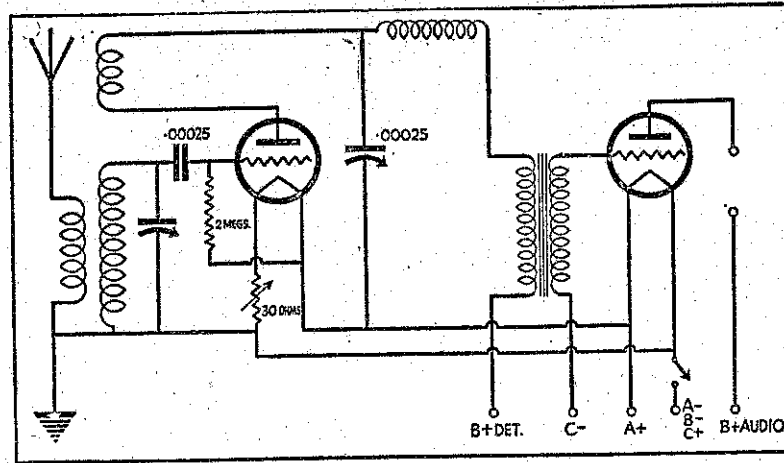 .00025
.00025
2 MEGS.
30 OHMS
B+DET.
C-
A+
A-
B-
C+
B+AUDIO